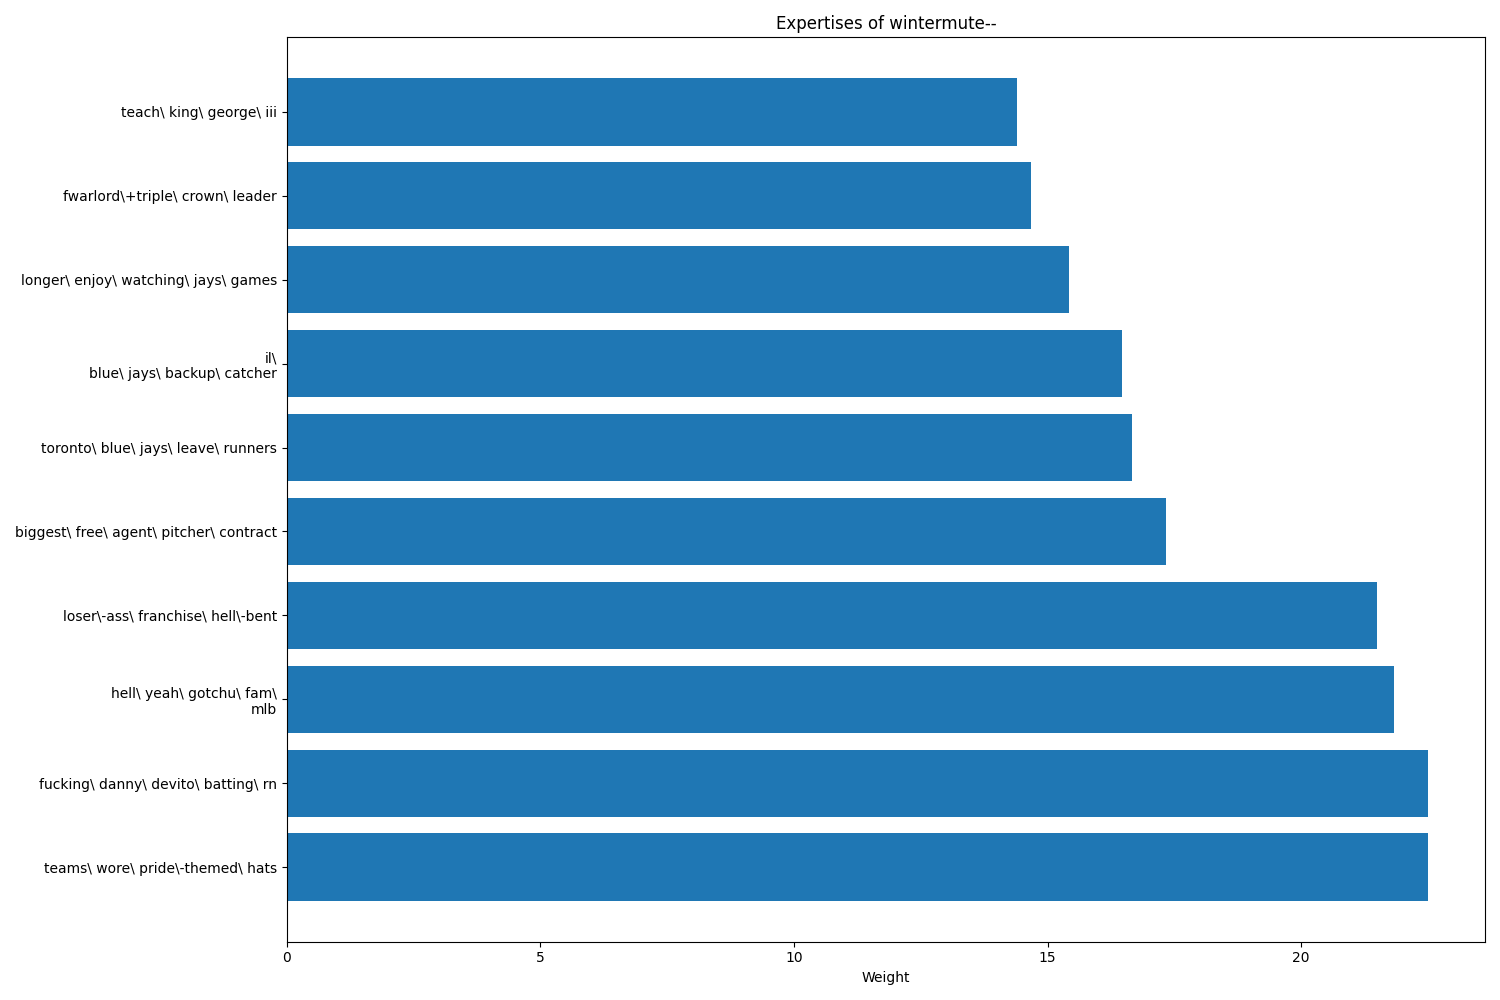 Expertises of wintermute--
teach\ king\ george\ iii
fwarlord\+triple\ crown\ leader
longer\ enjoy\ watching\ jays\ games
il\
blue\ jays\ backup\ catcher
toronto\ blue\ jays\ leave\ runners
biggest\ free\ agent\ pitcher\ contract
loser\-ass\ franchise\ hell\-bent
hell\ yeah\ gotchu\ fam\
mlb
fucking\ danny\ devito\ batting\ rn
teams\ wore\ pride\-themed\ hats
0 5 10 15 20
Weight